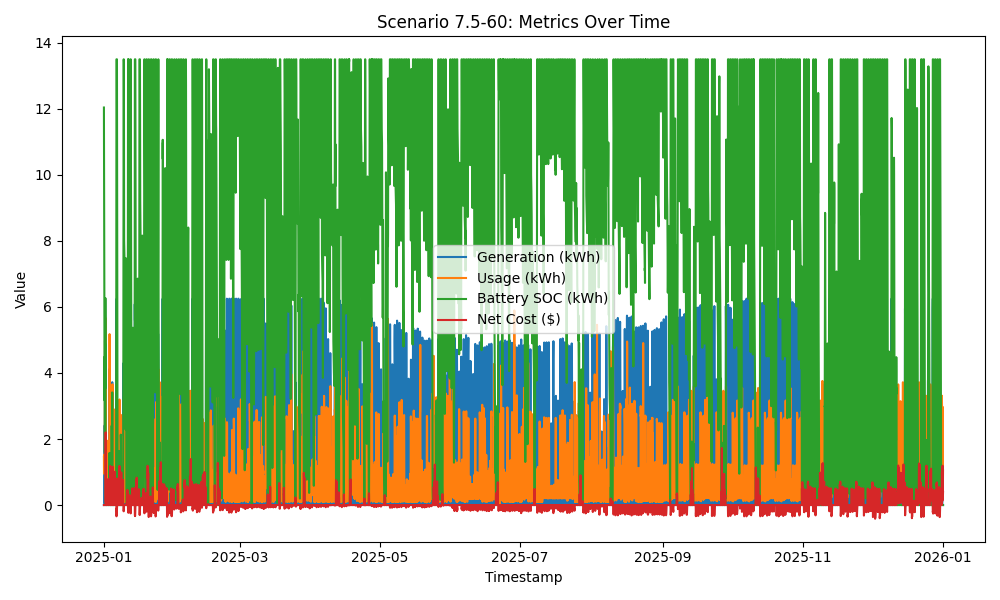 Scenario 7.5-60: Metrics Over Time
14
12
10
8
6
4
2
0
Value
Generation (kWh)
Usage (kWh)
Battery SOC (kWh)
Net Cost ($)
2025-01
2025-03
2025-05
2025-07
2025-09
2025-11
2026-01
Timestamp